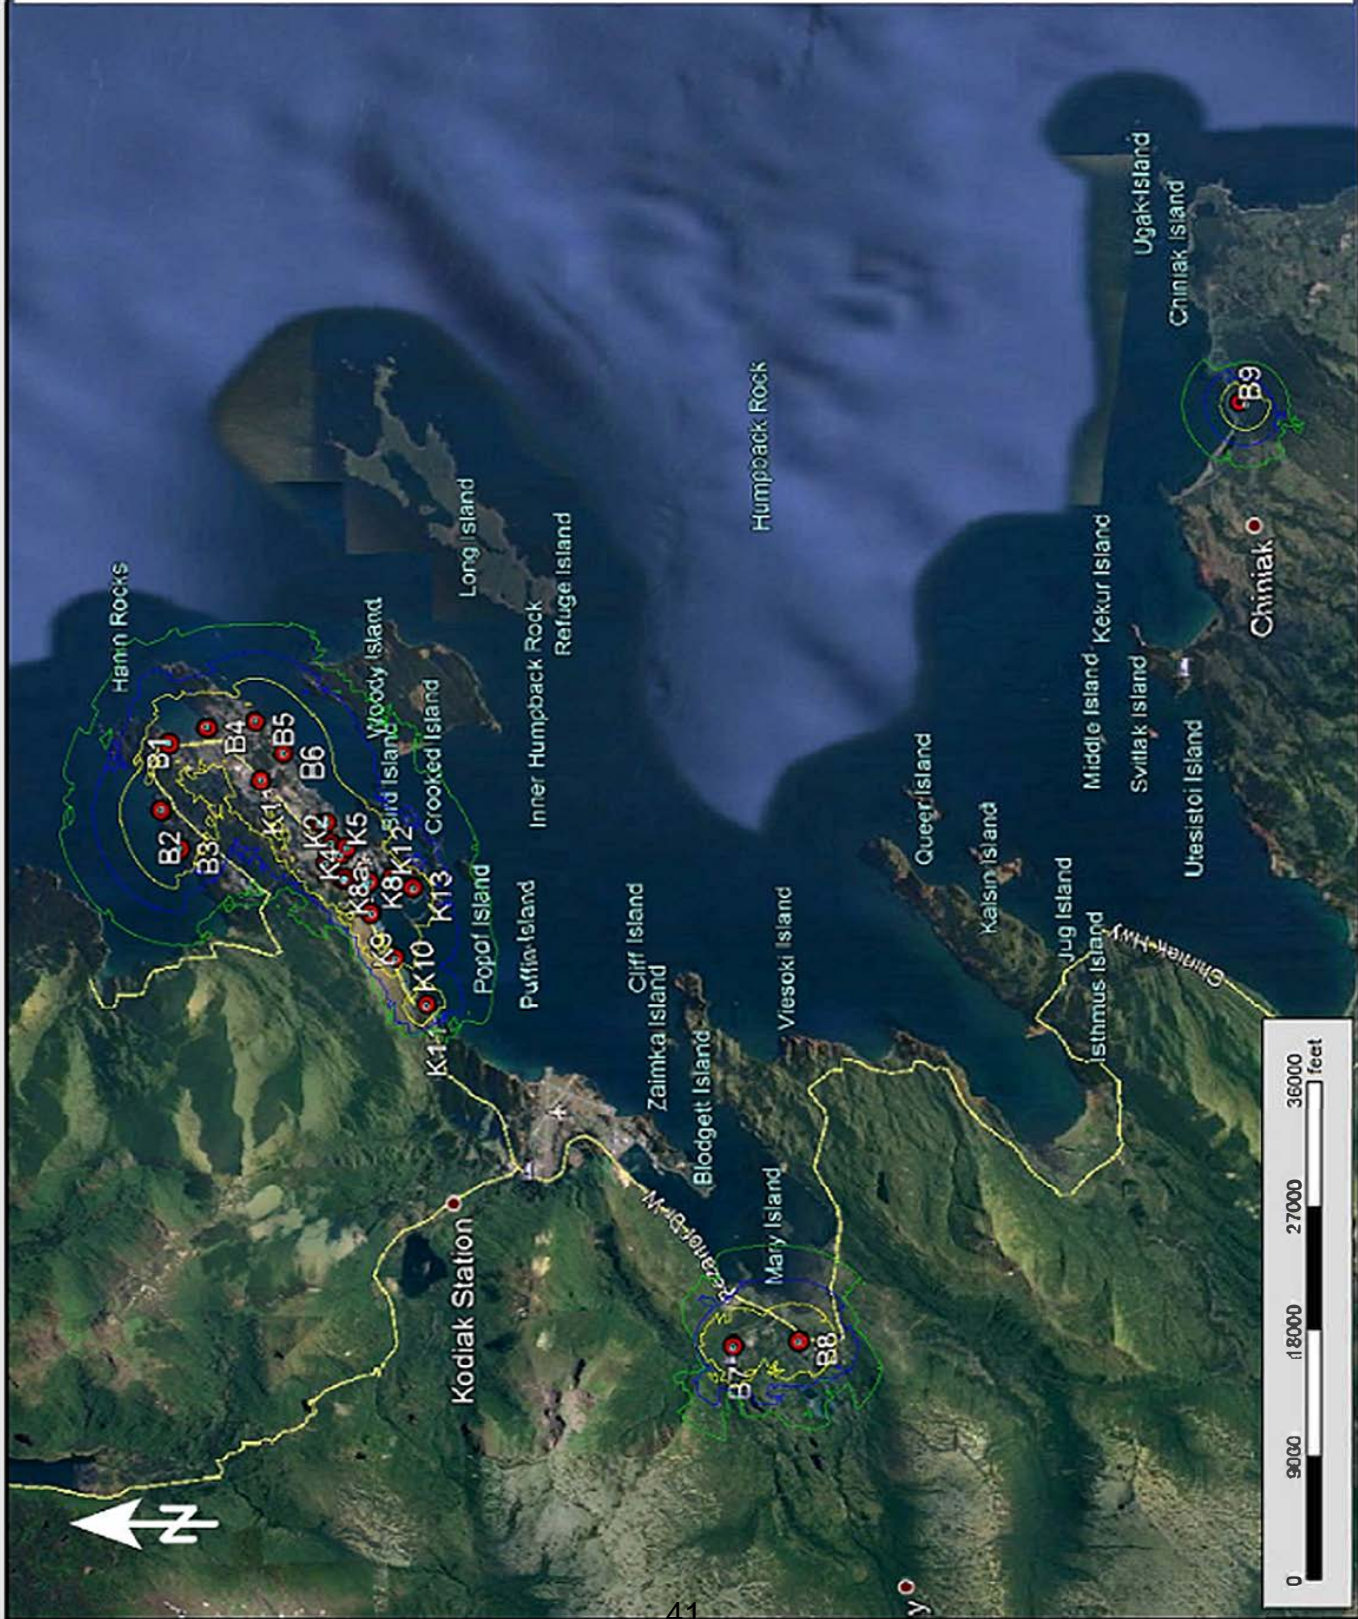 Hanin Rocks
B1
B2
B3
B4
B5
B6
K1
K2
K4
K5
K8a
K8
K12
K13
K9
K10
K11
Woody Island
Bird Island
Crooked Island
Long Island
Inner Humpback Rock
Refuge Island
Popof Island
Puffin Island
Humpback Rock
Cliff Island
Zaimka Island
Blodgett Island
Viesoki Island
Mary Island
Kodiak Station
Rezanof Dr W
B7
B8
Queer Island
Kalsin Island
Jug Island
Isthmus Island
Chiniak Hwy
Middle Island
Kekur Island
Svitlak Island
Utesistoi Island
Ugak Island
Chiniak Island
B9
Chiniak
N
y
0 9000 18000 27000 36000
feet
41